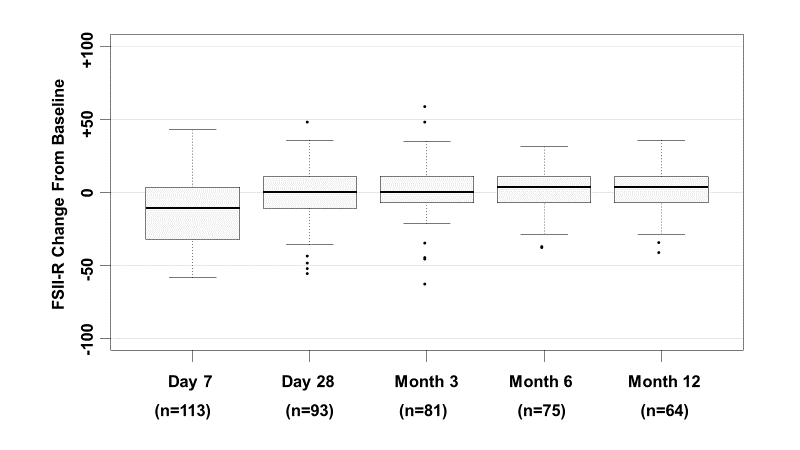 FSII-R Change From Baseline
+100
+50
0
-50
-100
Day 7 Day 28 Month 3 Month 6 Month 12
(n=113) (n=93) (n=81) (n=75) (n=64)